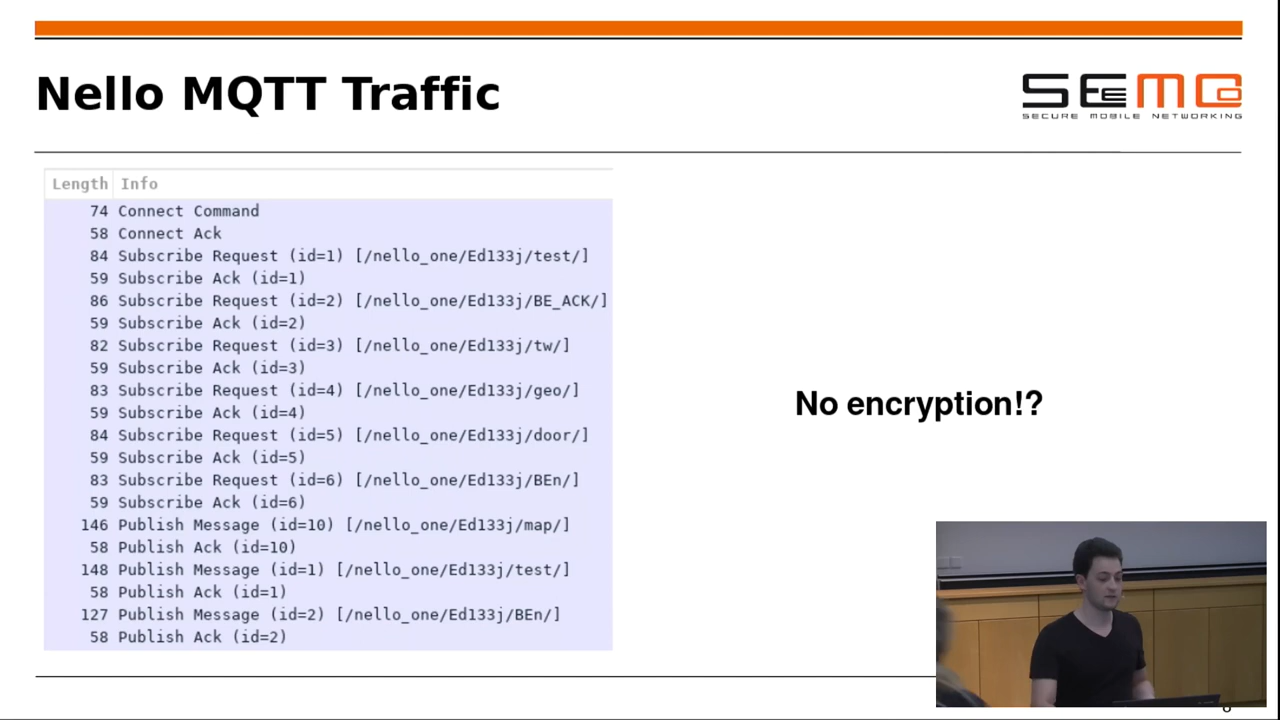 Nello MQTT Traffic
SEEMOO
SECURE MOBILE NETWORKING
Length Info
74 Connect Command
58 Connect Ack
84 Subscribe Request (id=1) [/nello_one/Ed133j/test/]
59 Subscribe Ack (id=1)
86 Subscribe Request (id=2) [/nello_one/Ed133j/BE_ACK/]
59 Subscribe Ack (id=2)
82 Subscribe Request (id=3) [/nello_one/Ed133j/tw/]
59 Subscribe Ack (id=3)
83 Subscribe Request (id=4) [/nello_one/Ed133j/geo/]
59 Subscribe Ack (id=4)
84 Subscribe Request (id=5) [/nello_one/Ed133j/door/]
59 Subscribe Ack (id=5)
83 Subscribe Request (id=6) [/nello_one/Ed133j/BEn/]
59 Subscribe Ack (id=6)
146 Publish Message (id=10) [/nello_one/Ed133j/map/]
58 Publish Ack (id=10)
148 Publish Message (id=1) [/nello_one/Ed133j/test/]
58 Publish Ack (id=1)
127 Publish Message (id=2) [/nello_one/Ed133j/BEn/]
58 Publish Ack (id=2)
No encryption!?